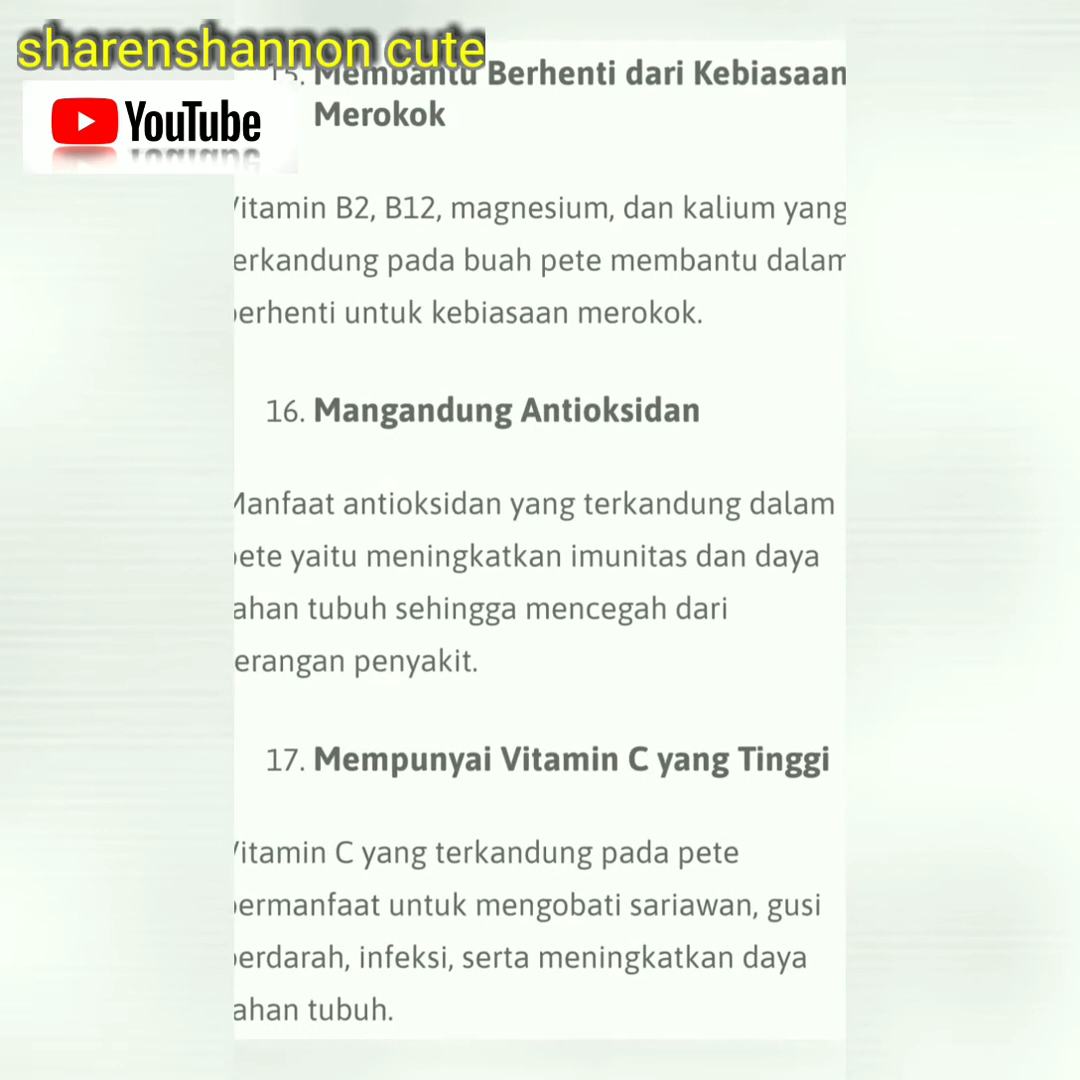 sharenshannon cute
YouTube
15. Membantu Berhenti dari Kebiasaan
Merokok
itamin B2, B12, magnesium, dan kalium yang
erkandung pada buah pete membantu dalam
erhenti untuk kebiasaan merokok.
16. Mangandung Antioksidan
Manfaat antioksidan yang terkandung dalam
ete yaitu meningkatkan imunitas dan daya
ahan tubuh sehingga mencegah dari
erangan penyakit.
17. Mempunyai Vitamin C yang Tinggi
itamin C yang terkandung pada pete
ermanfaat untuk mengobati sariawan, gusi
erdarah, infeksi, serta meningkatkan daya
ahan tubuh.